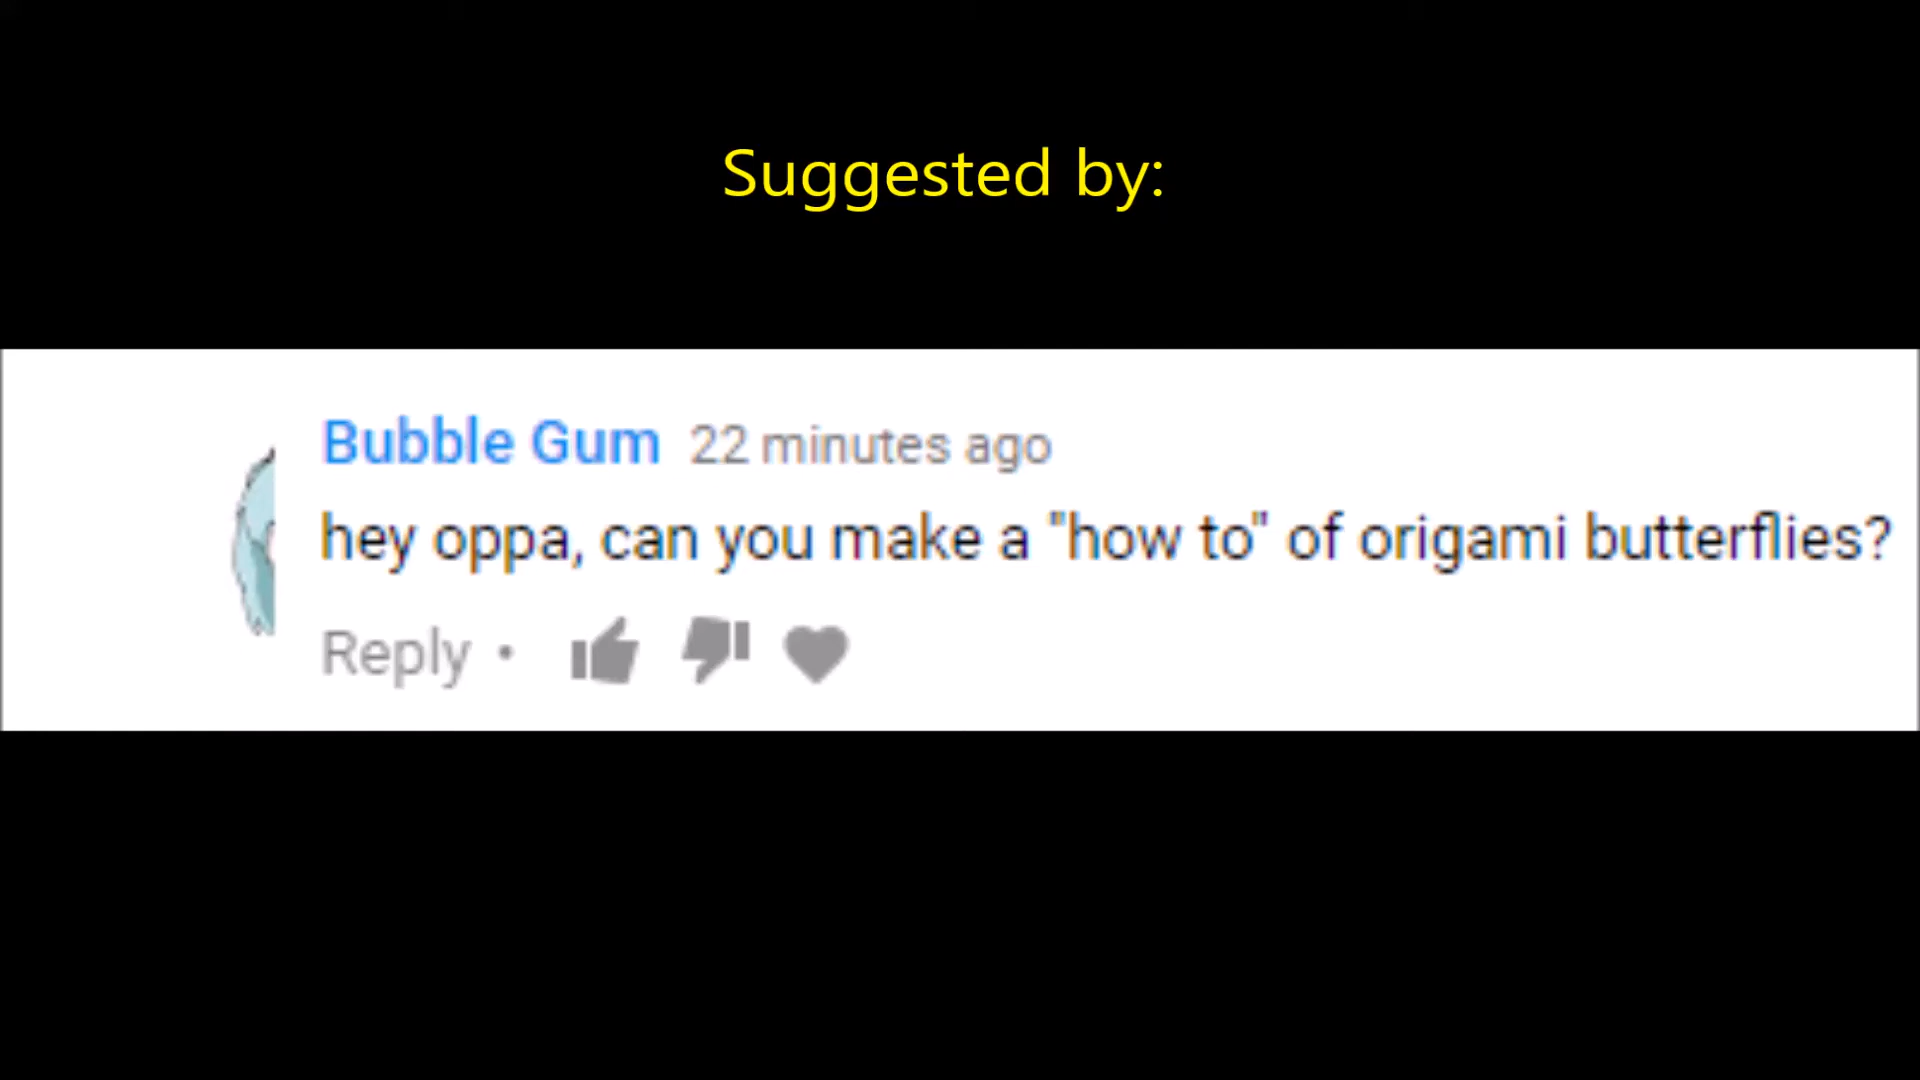 Suggested by:
Bubble Gum 22 minutes ago
hey oppa, can you make a "how to" of origami butterflies?
Reply •